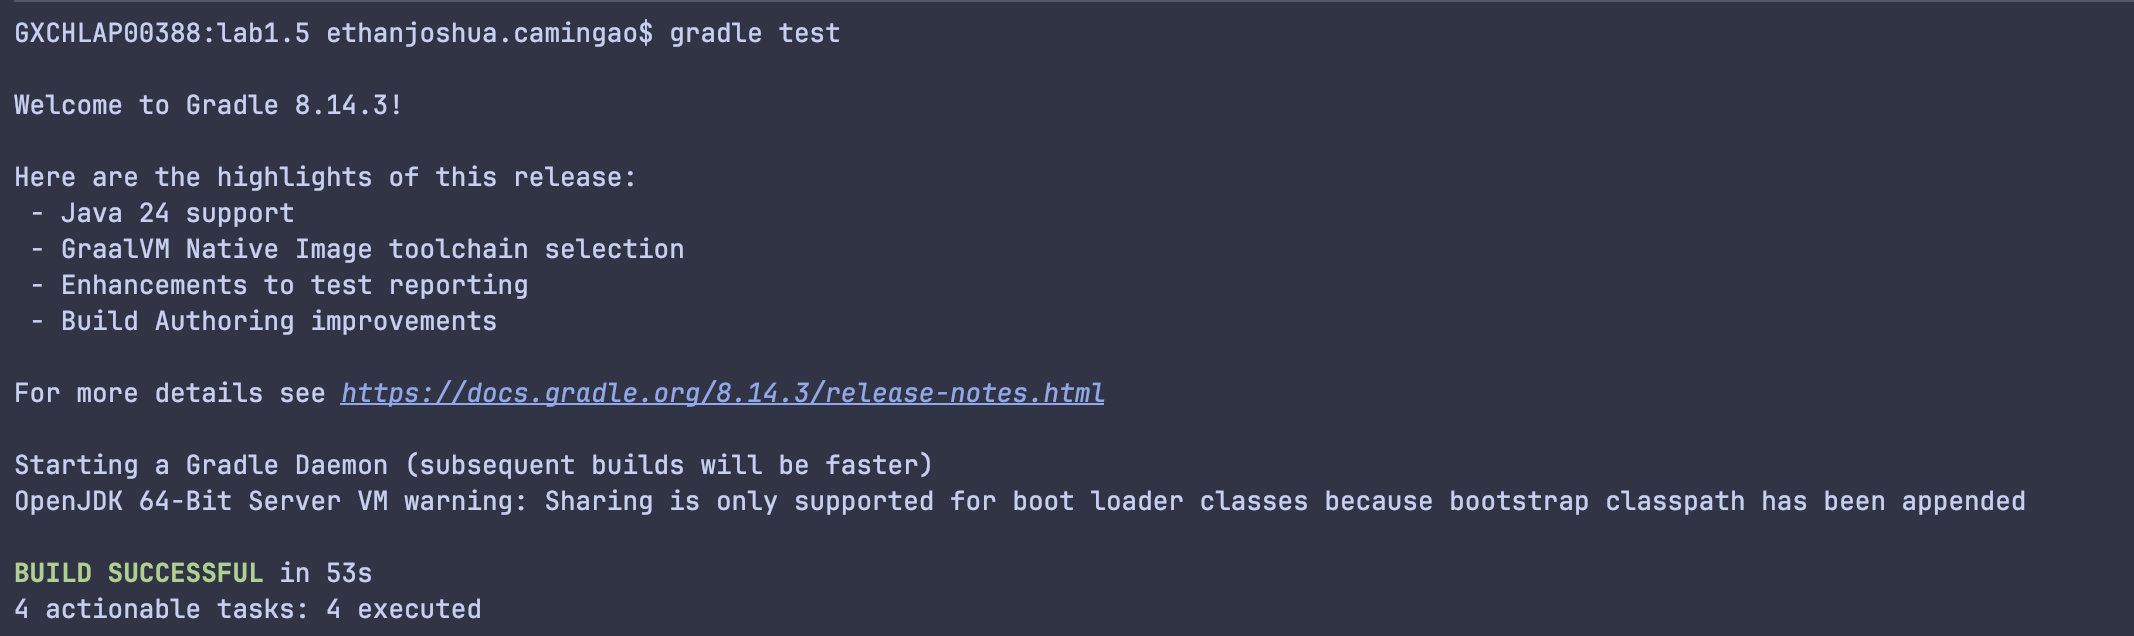 GXCHLAP00388:lab1.5 ethanjoshua.camingao$ gradle test
Welcome to Gradle 8.14.3!
Here are the highlights of this release:
- Java 24 support
- GraalVM Native Image toolchain selection
- Enhancements to test reporting
- Build Authoring improvements
For more details see https://docs.gradle.org/8.14.3/release-notes.html
Starting a Gradle Daemon (subsequent builds will be faster)
OpenJDK 64-Bit Server VM warning: Sharing is only supported for boot loader classes because bootstrap classpath has been appended
BUILD SUCCESSFUL in 53s
4 actionable tasks: 4 executed